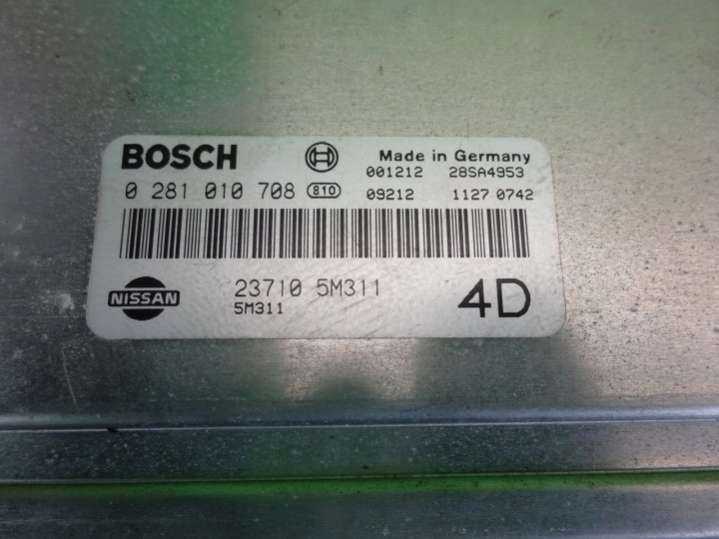 BOSCH Made in Germany
001212 28SA4953
0 281 010 708 810 09212 1127 0742
NISSAN 23710 5M311 4D
5M311